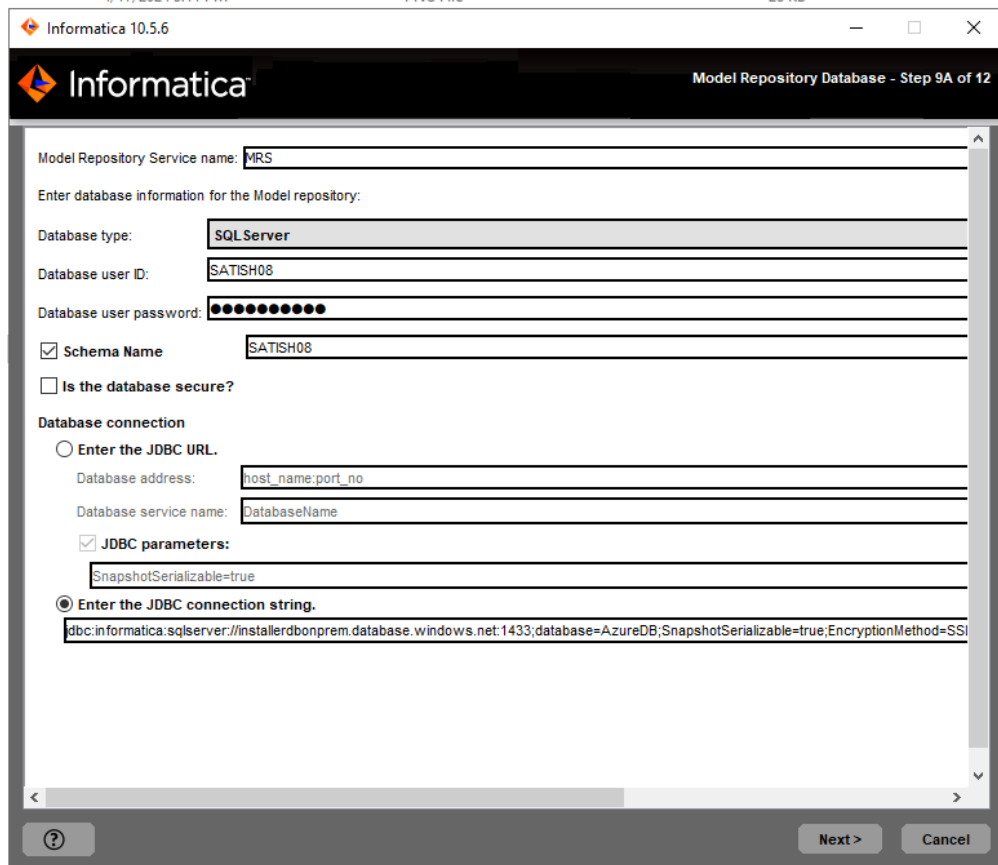 Informatica 10.5.6
Informatica
Model Repository Database - Step 9A of 12
Model Repository Service name: MRS
Enter database information for the Model repository:
Database type: SQLServer
Database user ID: SATISH08
Database user password: ●●●●●●●●●●
Schema Name SATISH08
Is the database secure?
Database connection
Enter the JDBC URL.
Database address: host_name:port_no
Database service name: DatabaseName
JDBC parameters:
SnapshotSerializable=true
Enter the JDBC connection string.
jdbc:informatica:sqlserver://installerdbonprem.database.windows.net:1433;database=AzureDB;SnapshotSerializable=true;EncryptionMethod=SSL
Next >
Cancel